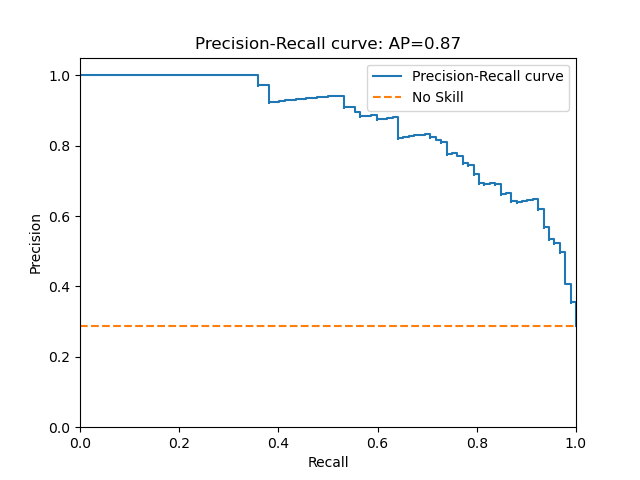 Precision-Recall curve: AP=0.87
1.0
0.8
0.6
0.4
0.2
0.0
Precision
Precision-Recall curve
No Skill
0.0 0.2 0.4 0.6 0.8 1.0
Recall